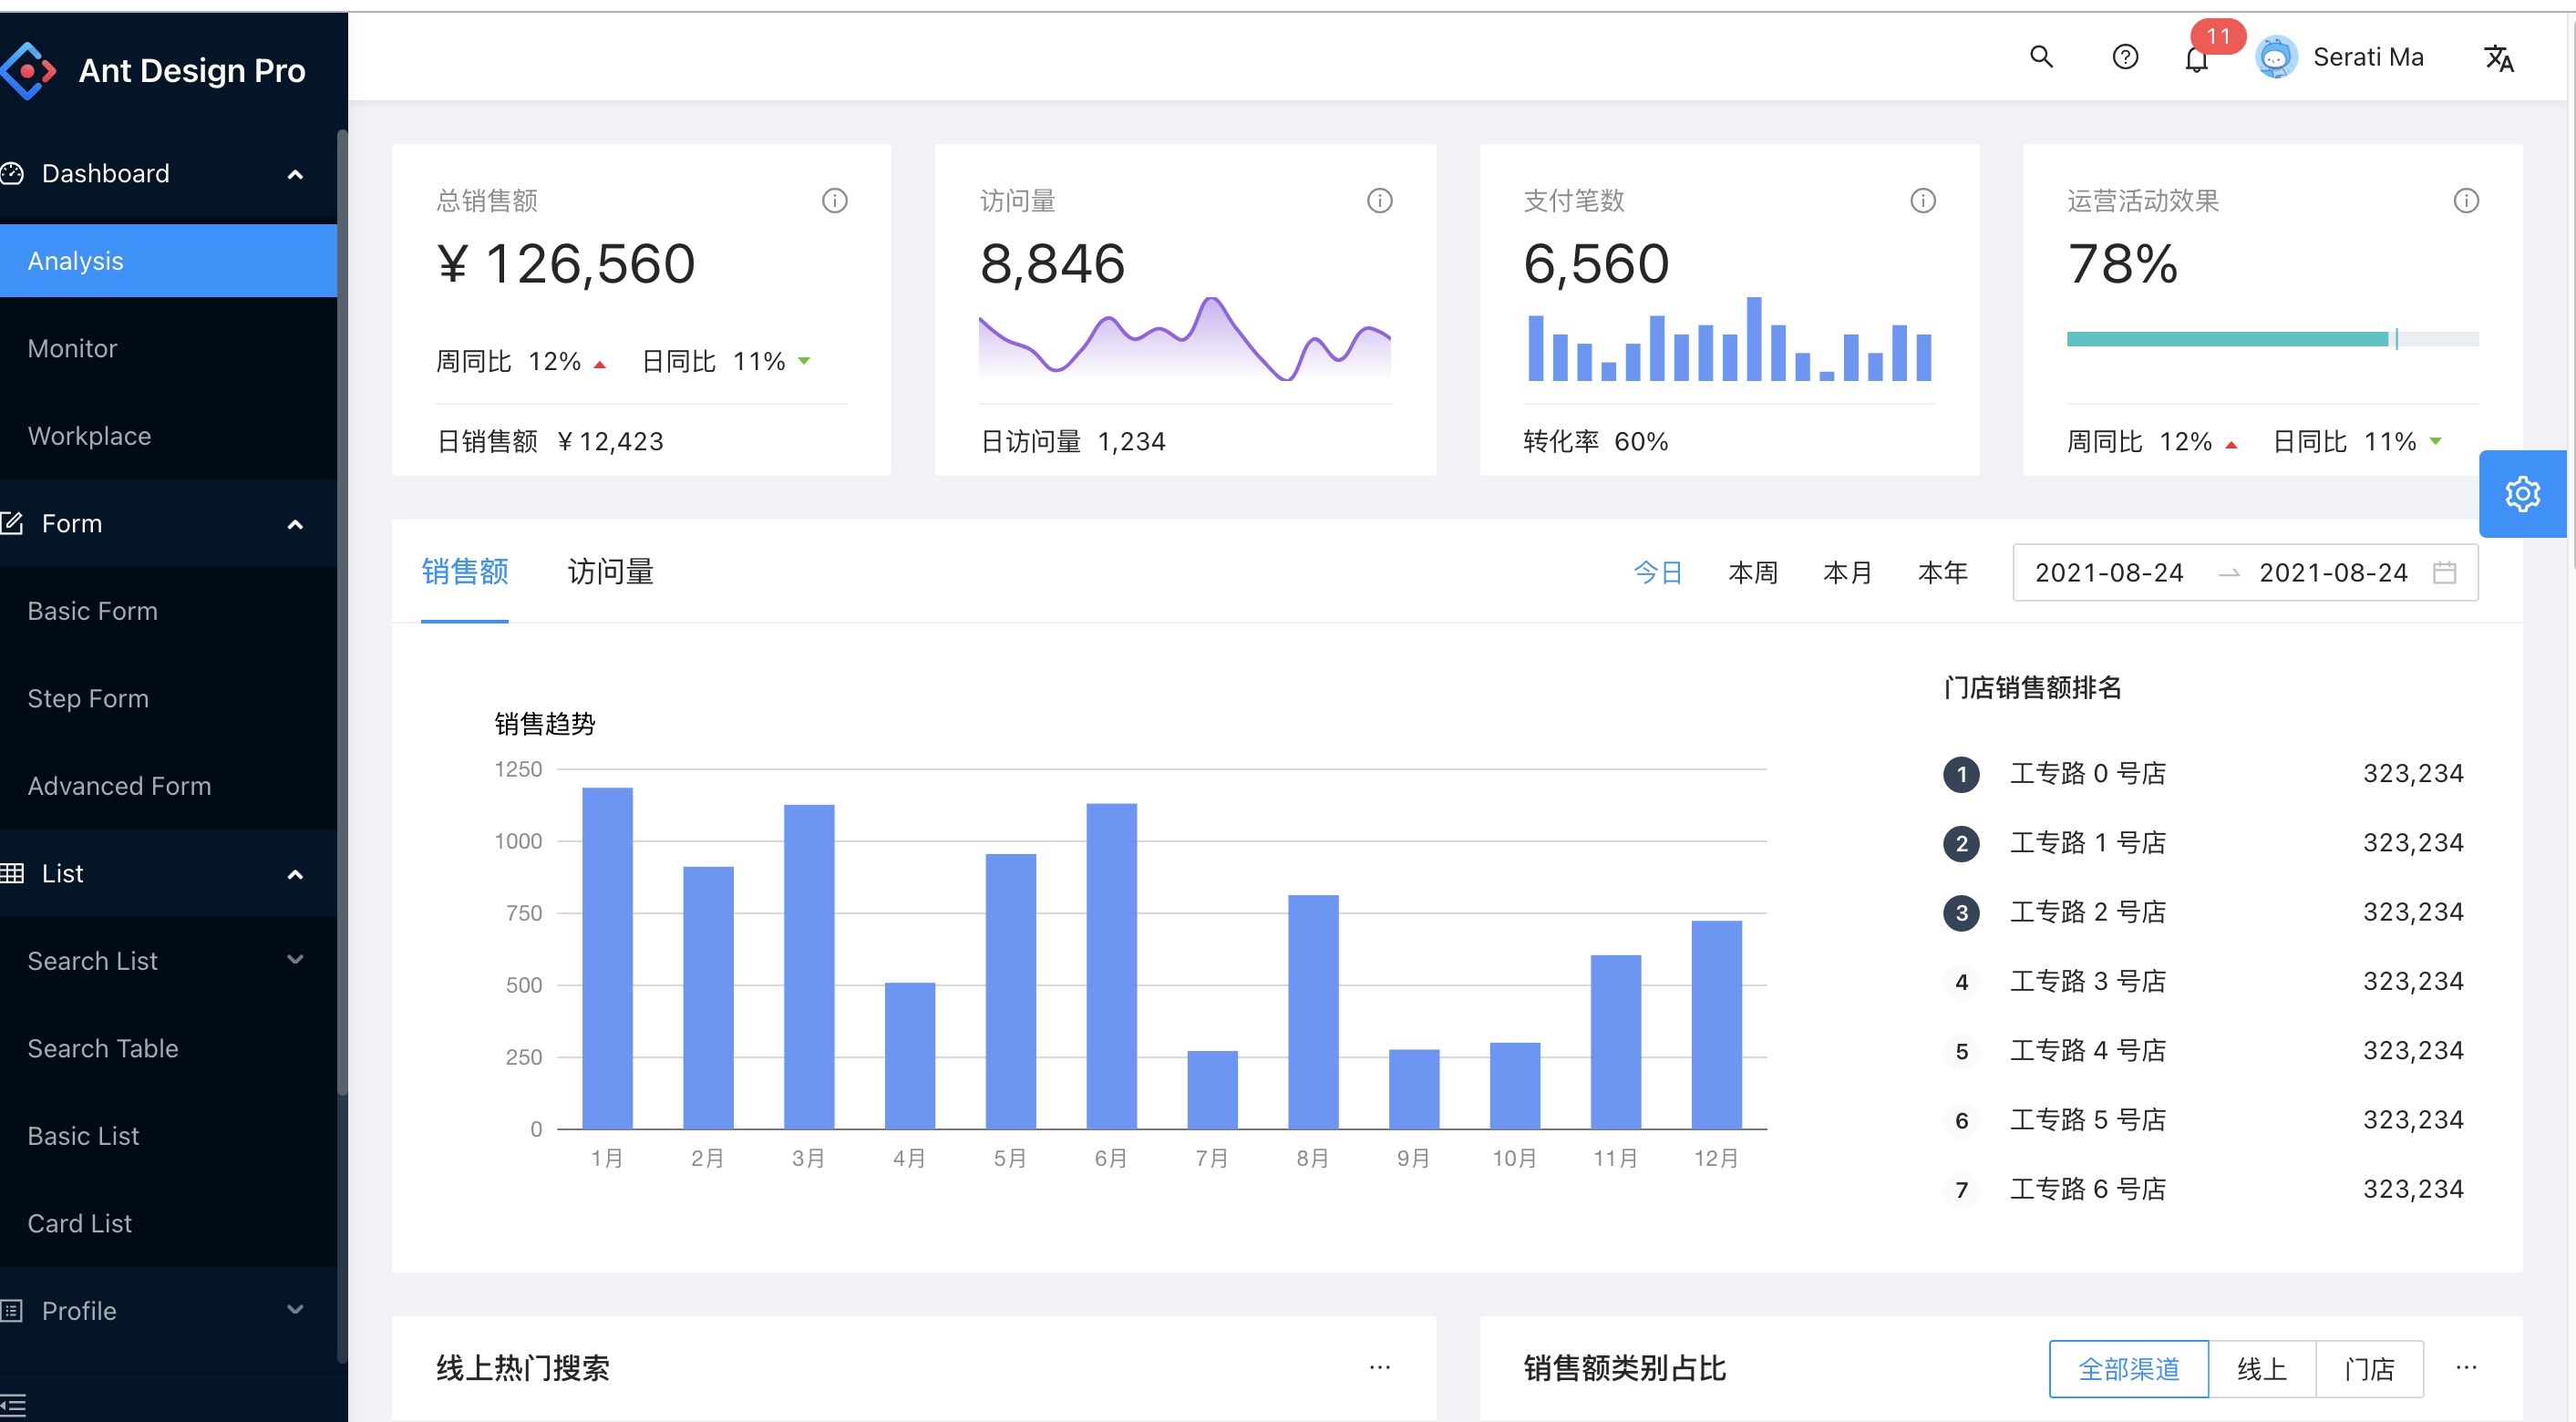 Ant Design Pro
11
Serati Ma
Dashboard
Analysis
Monitor
Workplace
Form
Basic Form
Step Form
Advanced Form
List
Search List
Search Table
Basic List
Card List
Profile
总销售额
¥ 126,560
周同比 12% 日同比 11%
日销售额 ¥ 12,423
访问量
8,846
日访问量 1,234
支付笔数
6,560
转化率 60%
运营活动效果
78%
周同比 12% 日同比 11%
销售额 访问量
今日 本周 本月 本年 2021-08-24 2021-08-24
销售趋势
1250
1000
750
500
250
0
1月 2月 3月 4月 5月 6月 7月 8月 9月 10月 11月 12月
门店销售额排名
1 工专路 0 号店 323,234
2 工专路 1 号店 323,234
3 工专路 2 号店 323,234
4 工专路 3 号店 323,234
5 工专路 4 号店 323,234
6 工专路 5 号店 323,234
7 工专路 6 号店 323,234
线上热门搜索 ···
销售额类别占比 全部渠道 线上 门店 ···